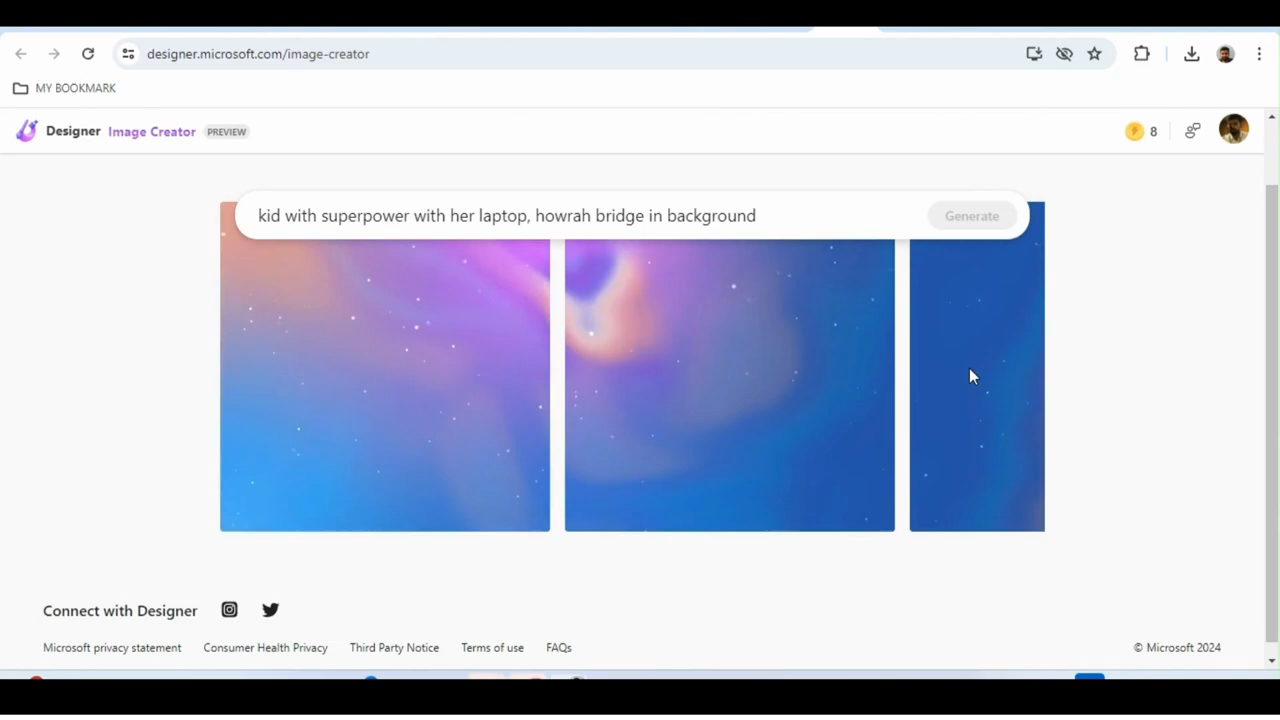 designer.microsoft.com/image-creator
MY BOOKMARK
Designer Image Creator PREVIEW
8
kid with superpower with her laptop, howrah bridge in background
Generate
Connect with Designer
Microsoft privacy statement Consumer Health Privacy Third Party Notice Terms of use FAQs © Microsoft 2024